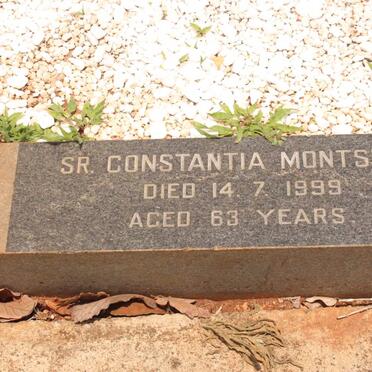 SR. CONSTANTIA MONTS
DIED 14.7.1999
AGED 63 YEARS.